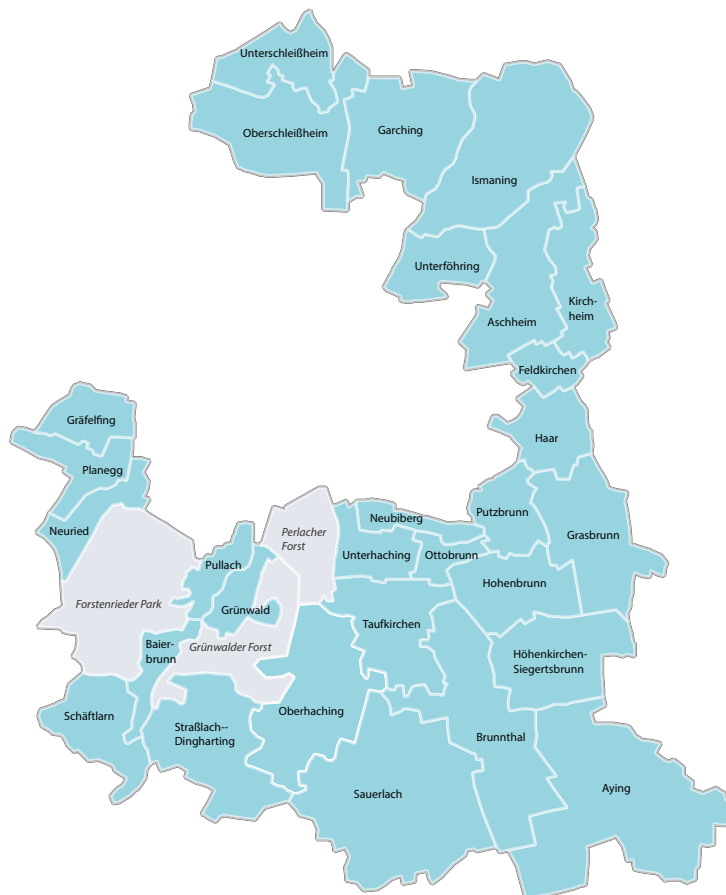 Unterschleißheim
Oberschleißheim
Garching
Ismaning
Unterföhring
Kirch-
heim
Aschheim
Feldkirchen
Gräfelfing
Haar
Planegg
Putzbrunn
Neubiberg
Neuried
Perlacher
Forst
Grasbrunn
Unterhaching
Ottobrunn
Pullach
Hohenbrunn
Forstenrieder Park
Grünwald
Taufkirchen
Baier-
brunn
Grünwalder Forst
Höhenkirchen-
Siegertsbrunn
Schäftlarn
Oberhaching
Straßlach--
Dingharting
Brunnthal
Sauerlach
Aying